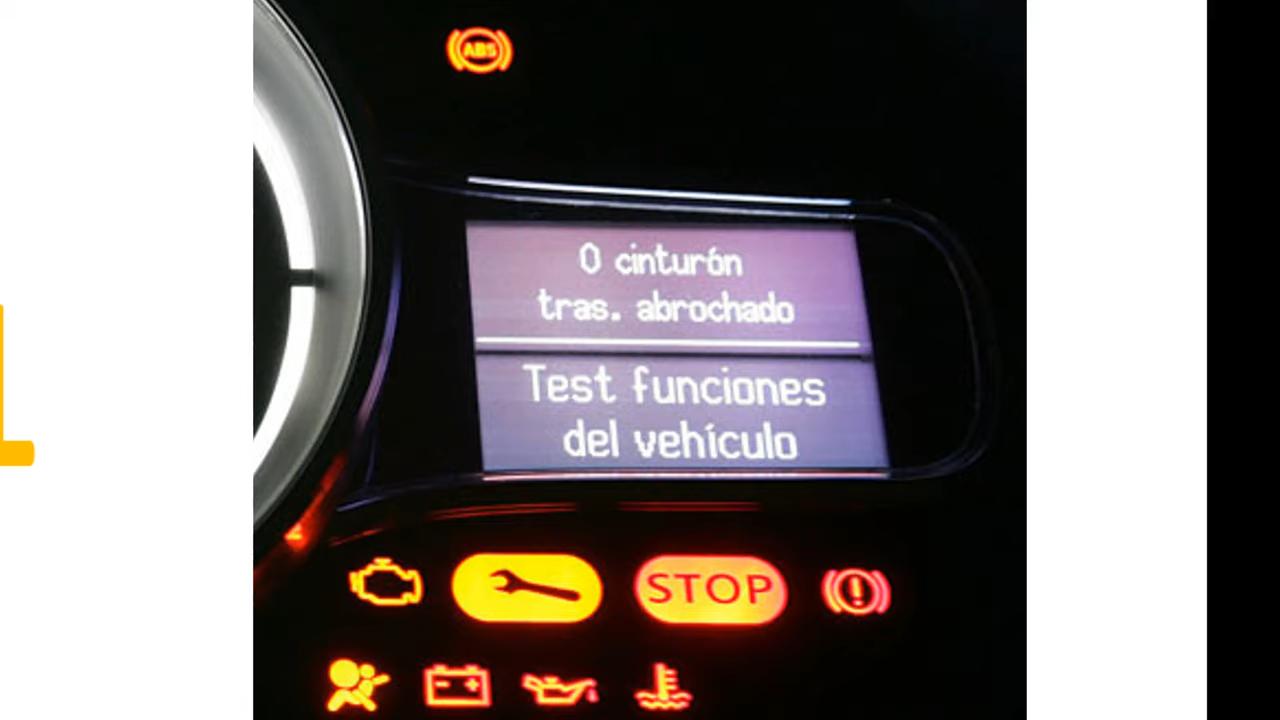 ABS
0 cinturón
tras. abrochado
Test funciones
del vehículo
STOP